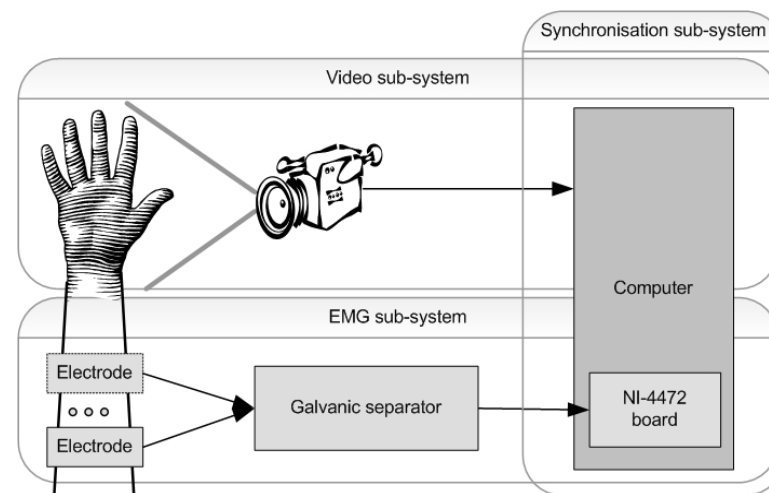 Synchronisation sub-system
Video sub-system
Computer
EMG sub-system
Electrode
Galvanic separator
NI-4472
board
Electrode